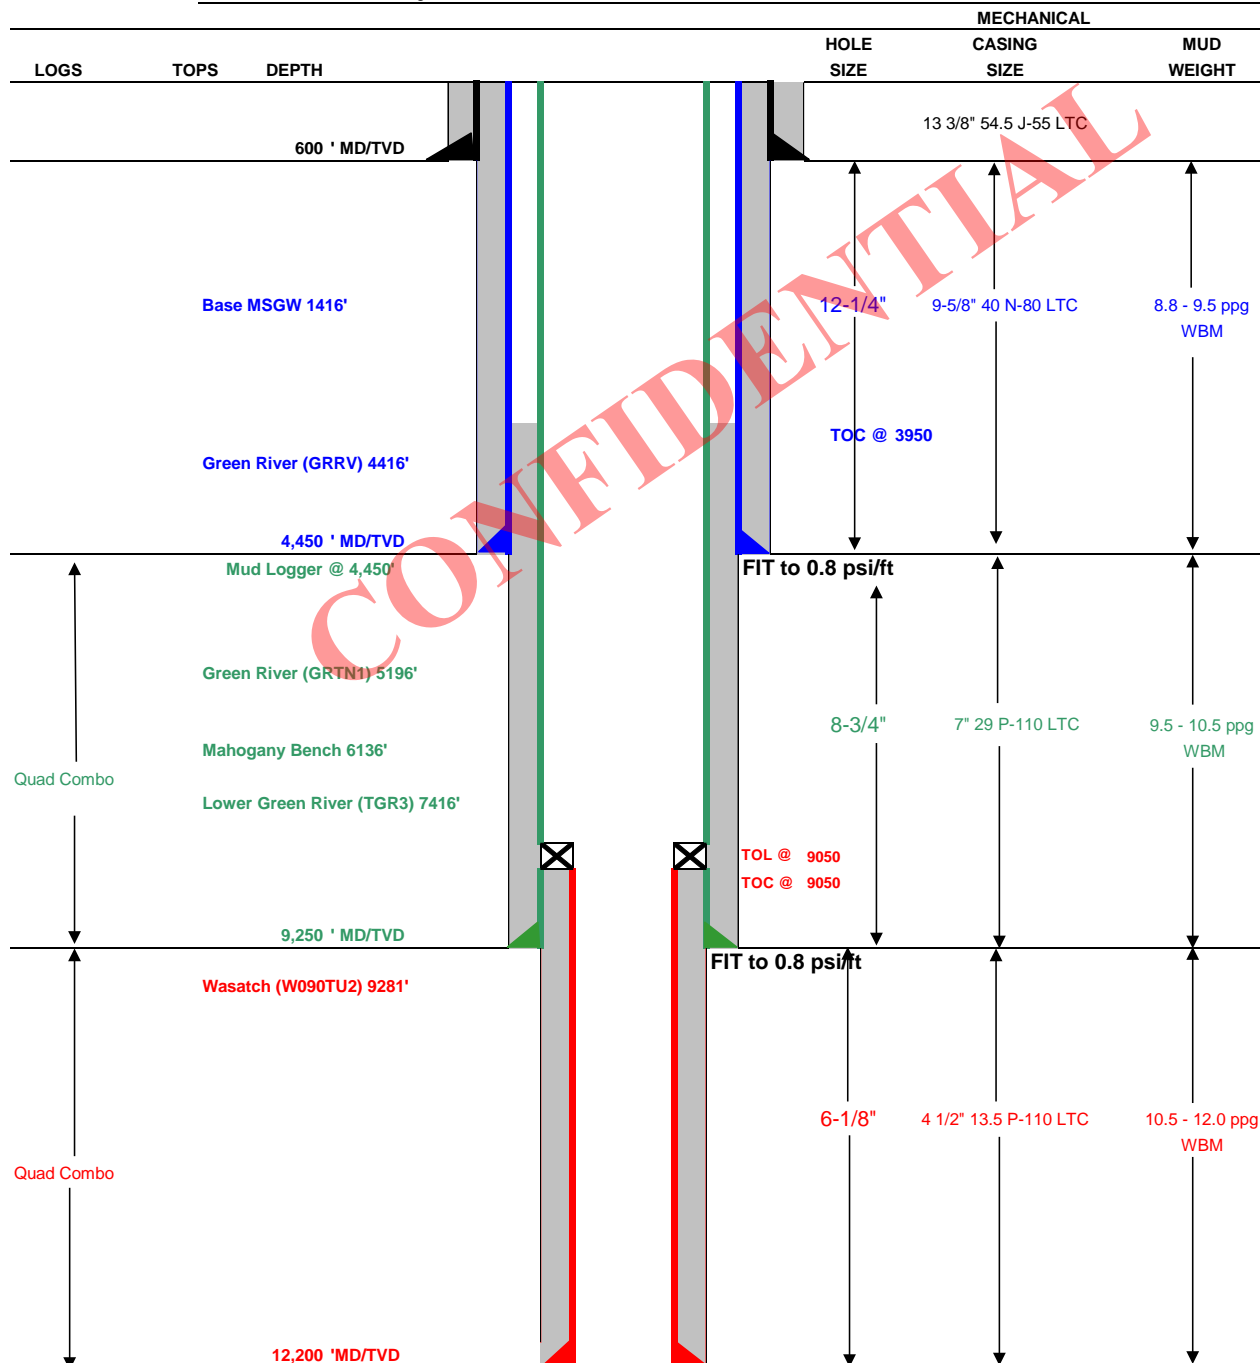 MECHANICAL
HOLE CASING MUD
LOGS TOPS DEPTH SIZE SIZE WEIGHT
13 3/8" 54.5 J-55 LTC
600 ' MD/TVD
Base MSGW 1416' 12-1/4" 9-5/8" 40 N-80 LTC 8.8 - 9.5 ppg
WBM
TOC @ 3950
Green River (GRRV) 4416'
4,450 ' MD/TVD
Mud Logger @ 4,450' FIT to 0.8 psi/ft
CONFIDENTIAL
Green River (GRTN1) 5196'
8-3/4" 7" 29 P-110 LTC 9.5 - 10.5 ppg
Mahogany Bench 6136' WBM
Quad Combo
Lower Green River (TGR3) 7416'
TOL @ 9050
TOC @ 9050
9,250 ' MD/TVD
FIT to 0.8 psi/ft
Wasatch (W090TU2) 9281'
6-1/8" 4 1/2" 13.5 P-110 LTC 10.5 - 12.0 ppg
WBM
Quad Combo
12,200 'MD/TVD